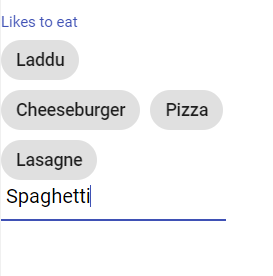 Likes to eat
Laddu
Cheeseburger Pizza
Lasagne
Spaghetti